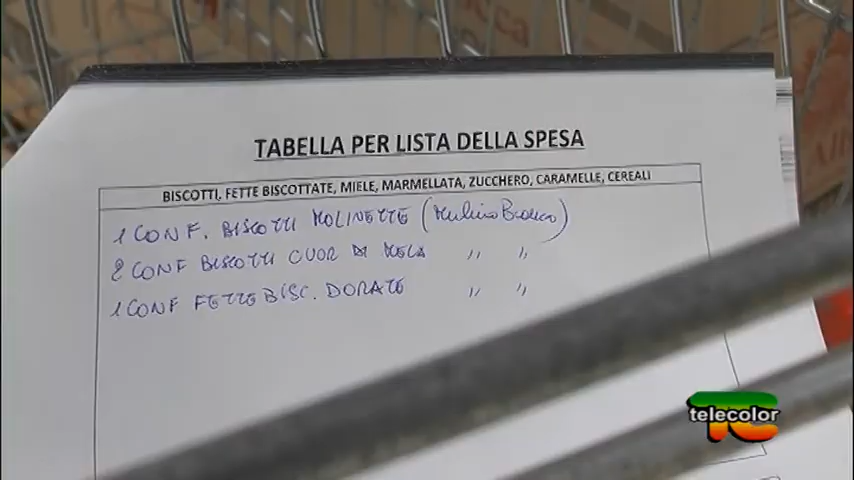 TABELLA PER LISTA DELLA SPESA
BISCOTTI, FETTE BISCOTTATE, MIELE, MARMELLATA, ZUCCHERO, CARAMELLE, CEREALI
1 CONF. BISCOTTI MOLINETTE (Mulino Bianco)
2 CONF BISCOTTI CUOR DI MELA " "
1 CONF FETTE BISC. DORATE " "
telecolor
TC